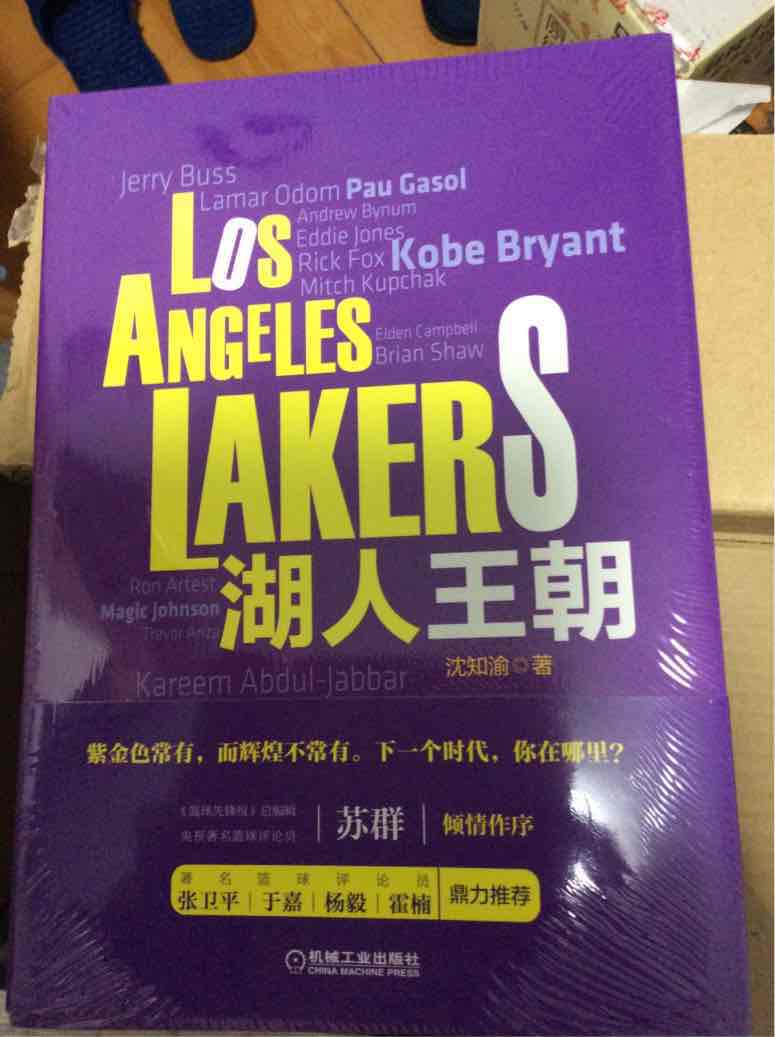 Jerry Buss
Lamar Odom Pau Gasol
Andrew Bynum
Eddie Jones
Rick Fox Kobe Bryant
Mitch Kupchak
LOS
ANGELES
Elden Campbell
Brian Shaw
LAKERS
湖人王朝
Ron Artest
Magic Johnson
Trevor Ariza
沈知渝◎著
Kareem Abdul-Jabbar
紫金色常有，而辉煌不常有。下一个时代，你在哪里？
《篮球先锋报》总编辑
央视著名篮球评论员
苏群
倾情作序
著名篮球评论员
张卫平|于嘉|杨毅|霍楠
鼎力推荐
机械工业出版社
CHINA MACHINE PRESS